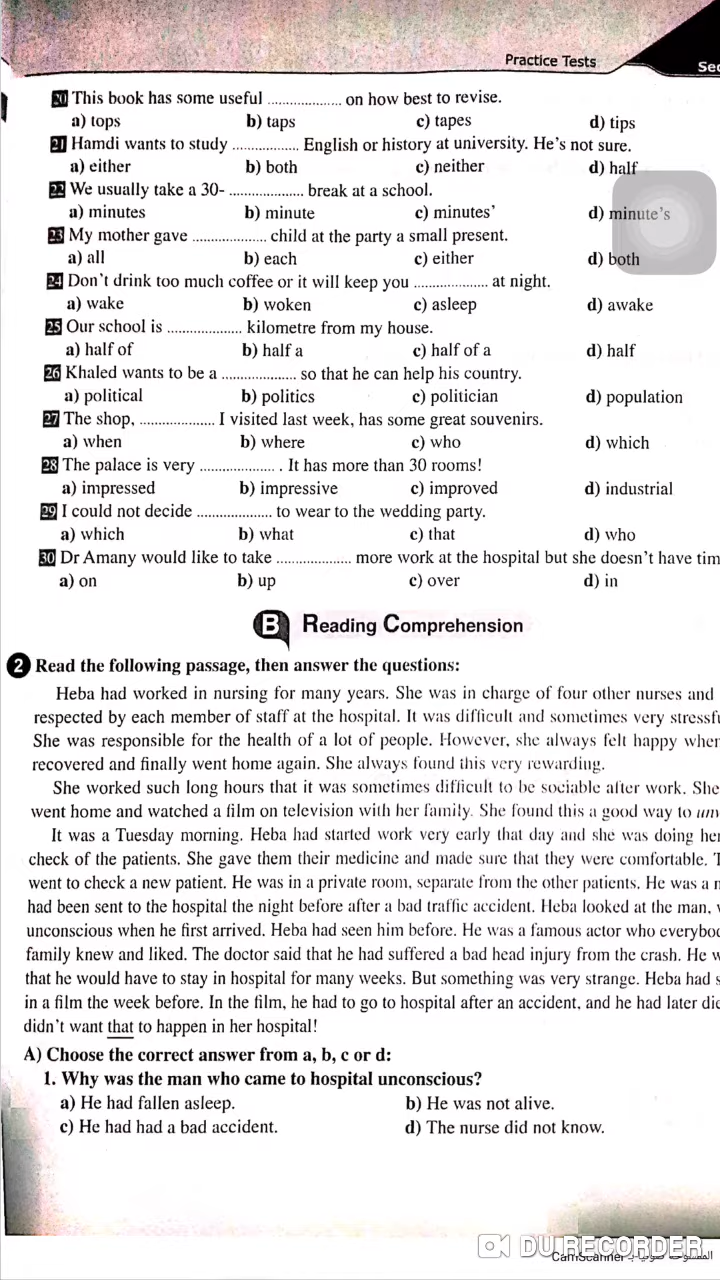 Practice Tests
Sec
20 This book has some useful .................... on how best to revise.
a) tops b) taps c) tapes d) tips
21 Hamdi wants to study .................. English or history at university. He's not sure.
a) either b) both c) neither d) half
22 We usually take a 30- .................... break at a school.
a) minutes b) minute c) minutes' d) minute's
23 My mother gave .................... child at the party a small present.
a) all b) each c) either d) both
24 Don't drink too much coffee or it will keep you .................... at night.
a) wake b) woken c) asleep d) awake
25 Our school is .................... kilometre from my house.
a) half of b) half a c) half of a d) half
26 Khaled wants to be a .................... so that he can help his country.
a) political b) politics c) politician d) population
27 The shop, .................... I visited last week, has some great souvenirs.
a) when b) where c) who d) which
28 The palace is very .................... . It has more than 30 rooms!
a) impressed b) impressive c) improved d) industrial
29 I could not decide .................... to wear to the wedding party.
a) which b) what c) that d) who
30 Dr Amany would like to take .................... more work at the hospital but she doesn't have tim
a) on b) up c) over d) in
B Reading Comprehension
2 Read the following passage, then answer the questions:
Heba had worked in nursing for many years. She was in charge of four other nurses and
respected by each member of staff at the hospital. It was difficult and sometimes very stressfu
She was responsible for the health of a lot of people. However, she always felt happy when
recovered and finally went home again. She always found this very rewarding.
She worked such long hours that it was sometimes difficult to be sociable after work. She
went home and watched a film on television with her family. She found this a good way to
It was a Tuesday morning. Heba had started work very early that day and she was doing her
check of the patients. She gave them their medicine and made sure that they were comfortable.
went to check a new patient. He was in a private room, separate from the other patients. He was a
had been sent to the hospital the night before after a bad traffic accident. Heba looked at the man,
unconscious when he first arrived. Heba had seen him before. He was a famous actor who everyboc
family knew and liked. The doctor said that he had suffered a bad head injury from the crash. He w
that he would have to stay in hospital for many weeks. But something was very strange. Heba had s
in a film the week before. In the film, he had to go to hospital after an accident, and he had later die
didn't want that to happen in her hospital!
A) Choose the correct answer from a, b, c or d:
1. Why was the man who came to hospital unconscious?
a) He had fallen asleep. b) He was not alive.
c) He had had a bad accident. d) The nurse did not know.
DU RECORDER
CamScanner الممسوحة ضوئيا بـ